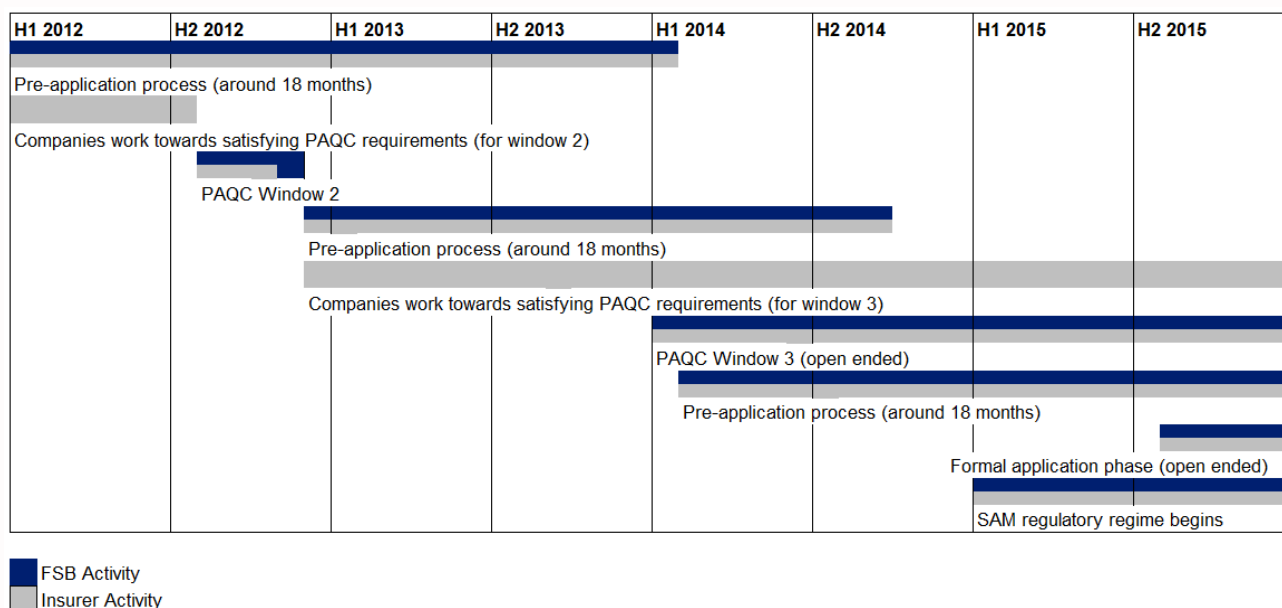 H1 2012 H2 2012 H1 2013 H2 2013 H1 2014 H2 2014 H1 2015 H2 2015
Pre-application process (around 18 months)
Companies work towards satisfying PAQC requirements (for window 2)
PAQC Window 2
Pre-application process (around 18 months)
Companies work towards satisfying PAQC requirements (for window 3)
PAQC Window 3 (open ended)
Pre-application process (around 18 months)
Formal application phase (open ended)
SAM regulatory regime begins
FSB Activity
Insurer Activity